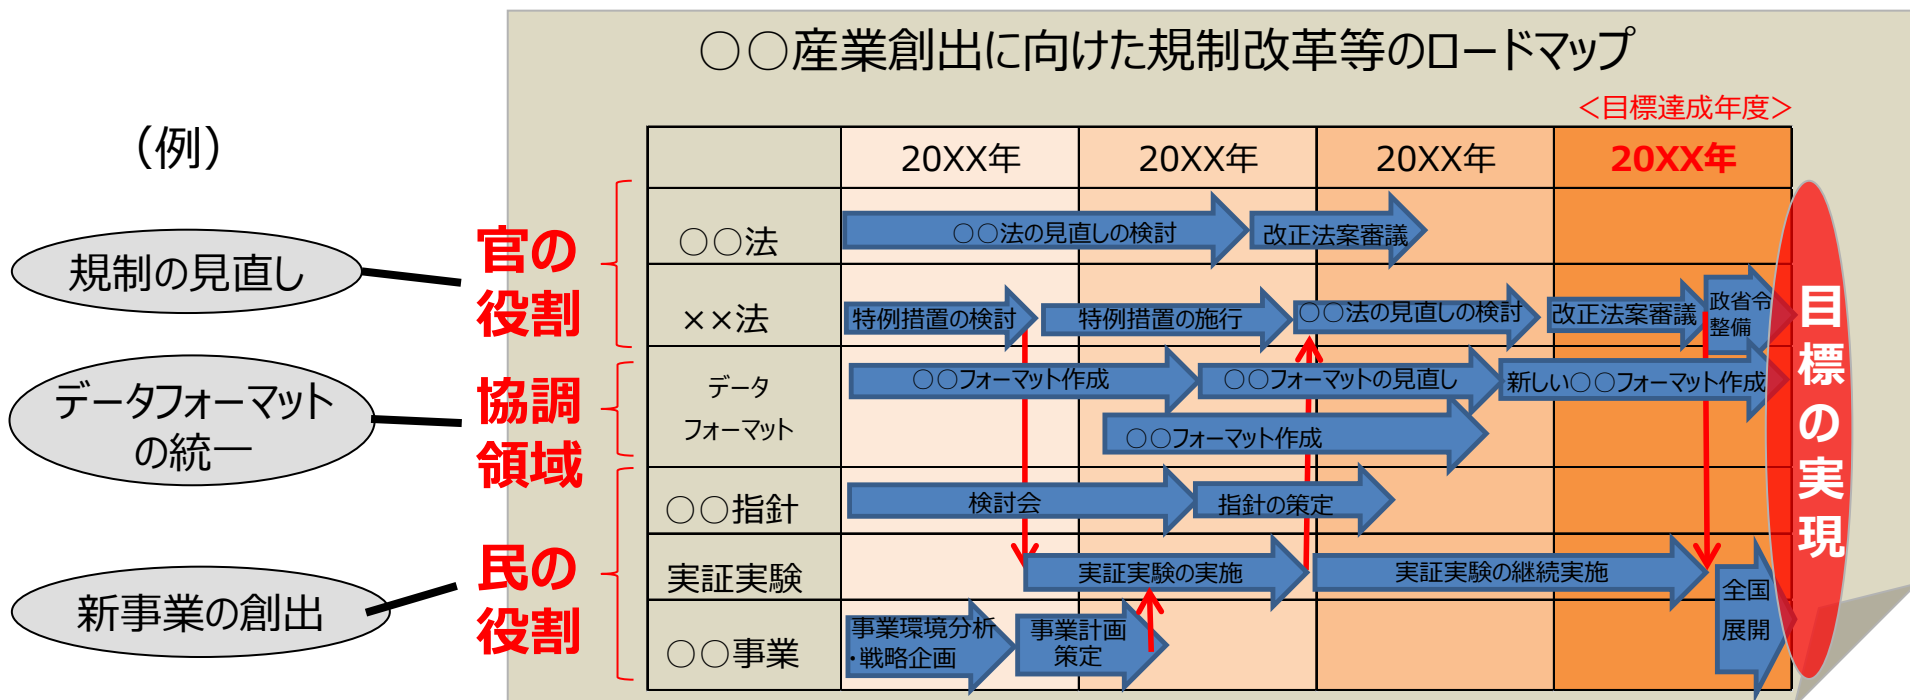 ○○産業創出に向けた規制改革等のロードマップ
(例)
＜目標達成年度＞
20XX年
20XX年
20XX年
20XX年
規制の見直し
官の
役割
○○法
○○法の見直しの検討
改正法案審議
××法
特例措置の検討
特例措置の施行
○○法の見直しの検討
改正法案審議
政省令
整備
データフォーマット
の統一
協調
領域
データ
フォーマット
○○フォーマット作成
○○フォーマットの見直し
新しい○○フォーマット作成
○○フォーマット作成
○○指針
検討会
指針の策定
新事業の創出
民の
役割
実証実験
実証実験の実施
実証実験の継続実施
○○事業
事業環境分析
・戦略企画
事業計画
策定
全国
展開
目標の実現